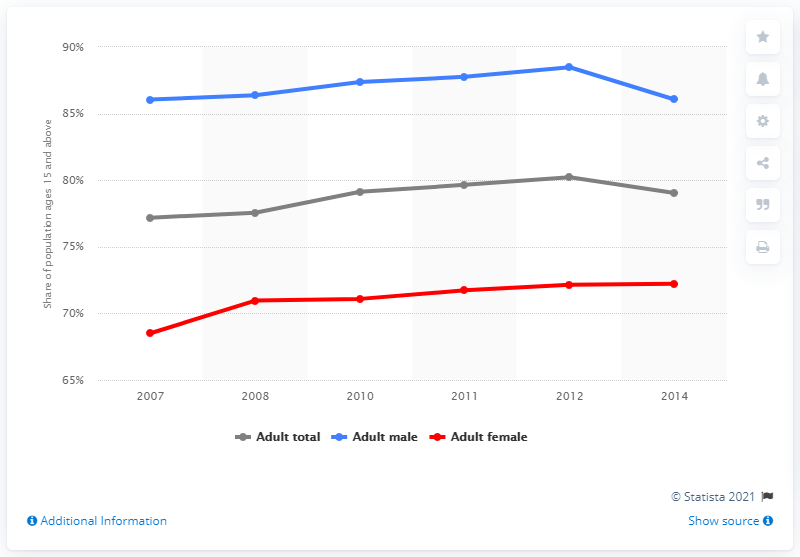 90%
85%
80%
75%
70%
65%
Share of population ages 15 and above
2007 2008 2010 2011 2012 2014
Adult total Adult male Adult female
© Statista 2021
Additional Information Show source